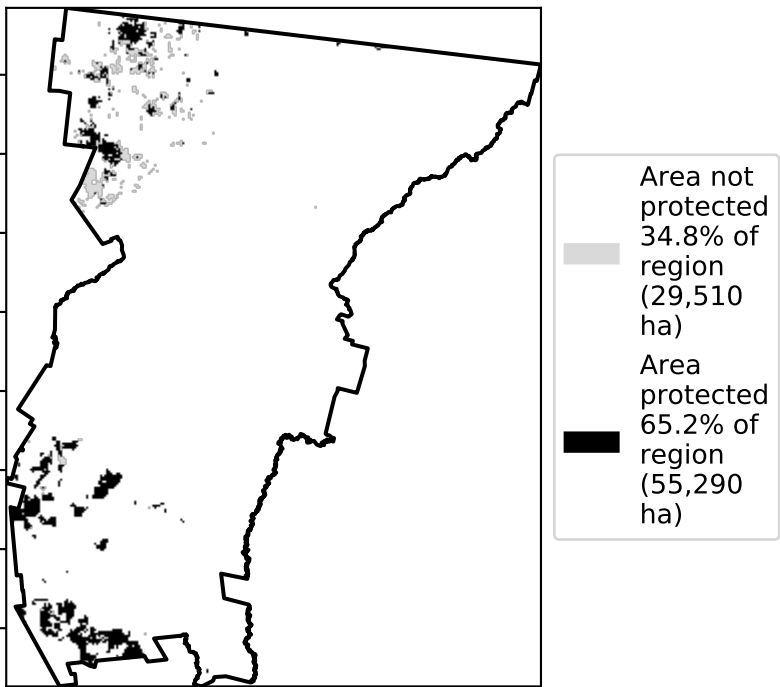 Area not
protected
34.8% of
region
(29,510
ha)
Area
protected
65.2% of
region
(55,290
ha)